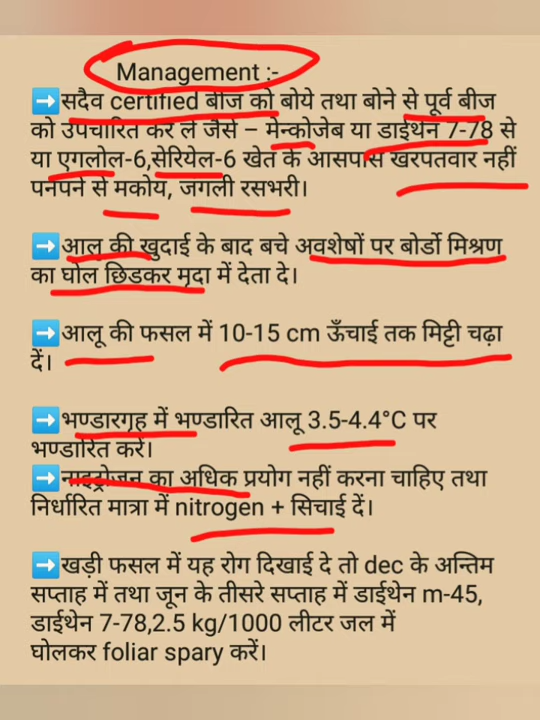 Management :-
➡️सदैव certified बीज को बोये तथा बोने से पूर्व बीज
को उपचारित कर ले जैसे – मेन्कोजेब या डाईथेन 7-78 से
या एगलोल-6,सेरियेल-6 खेत के आसपास खरपतवार नहीं
पनपने से मकोय, जगली रसभरी।
➡️आलू की खुदाई के बाद बचे अवशेषों पर बोर्डो मिश्रण
का घोल छिडकर मृदा में देता दे।
➡️आलू की फसल में 10-15 cm ऊँचाई तक मिट्टी चढ़ा
दें।
➡️भण्डारगृह में भण्डारित आलू 3.5-4.4°C पर
भण्डारित करें।
➡️नाइट्रोजन का अधिक प्रयोग नहीं करना चाहिए तथा
निर्धारित मात्रा में nitrogen + सिचाई दें।
➡️खड़ी फसल में यह रोग दिखाई दे तो dec के अन्तिम
सप्ताह में तथा जून के तीसरे सप्ताह में डाईथेन m-45,
डाईथेन 7-78,2.5 kg/1000 लीटर जल में
घोलकर foliar spary करें।